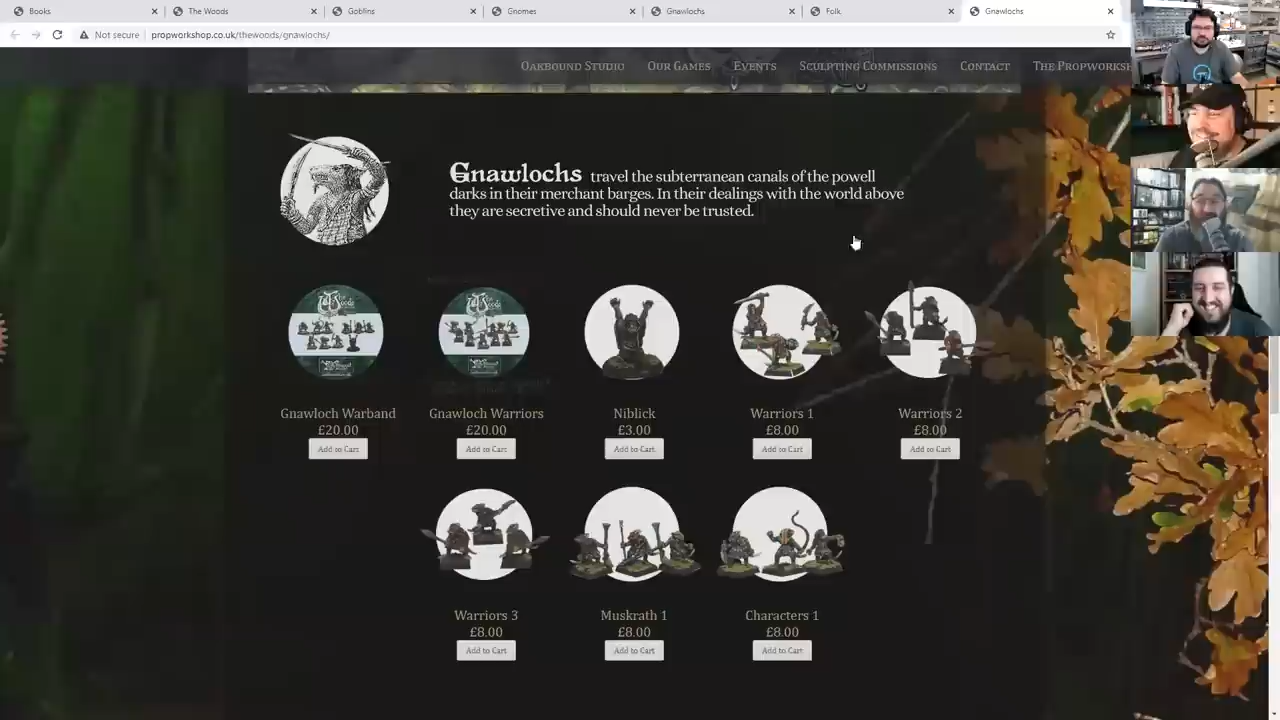 Books
The Woods
Goblins
Gnomes
Gnawlochs
Folk.
Gnawlochs
Not secure
propworkshop.co.uk/thewoods/gnawlochs/
Oakbound Studio
Our Games
Events
Sculpting Commissions
Contact
The Propworksh
Gnawlochs travel the subterranean canals of the powell
darks in their merchant barges. In their dealings with the world above
they are secretive and should never be trusted.
Gnawloch Warband
Gnawloch Warriors
Niblick
Warriors 1
Warriors 2
£20.00
£20.00
£3.00
£8.00
£8.00
Add to Cart
Add to Cart
Add to Cart
Add to Cart
Add to Cart
Warriors 3
Muskrath 1
Characters 1
£8.00
£8.00
£8.00
Add to Cart
Add to Cart
Add to Cart